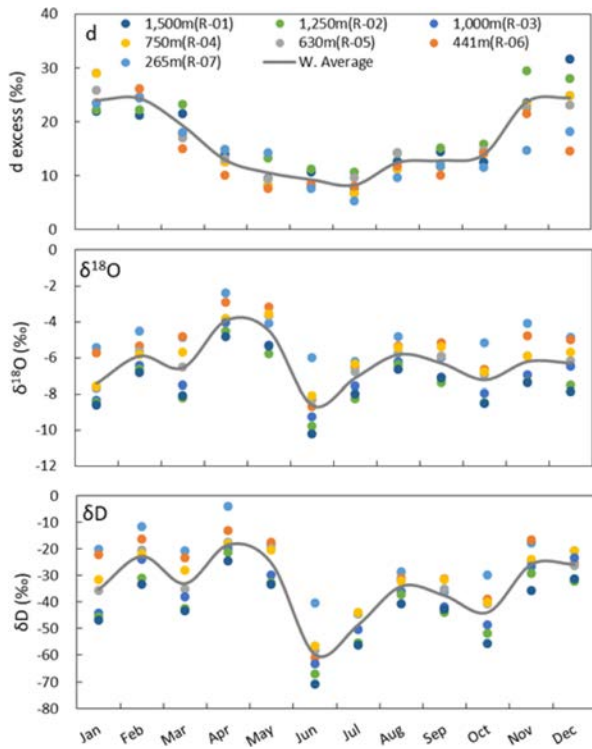 d
1,500m(R-01) 1,250m(R-02) 1,000m(R-03)
750m(R-04) 630m(R-05) 441m(R-06)
265m(R-07) W. Average
d excess (‰)
40
30
20
10
0
δ¹⁸O
δ¹⁸O (‰)
0
-2
-4
-6
-8
-10
-12
δD
δD (‰)
0
-10
-20
-30
-40
-50
-60
-70
-80
Jan Feb Mar Apr May Jun Jul Aug Sep Oct Nov Dec